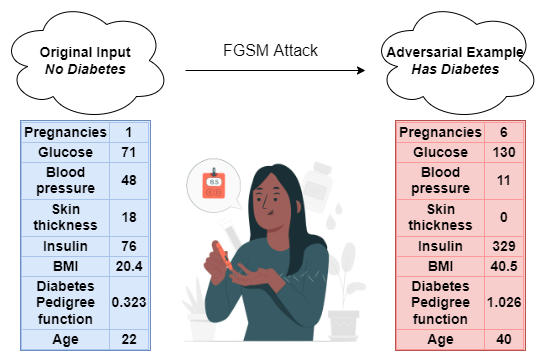 Original Input
No Diabetes
FGSM Attack
Adversarial Example
Has Diabetes
Pregnancies 1
Glucose 71
Blood
pressure 48
Skin
thickness 18
Insulin 76
BMI 20.4
Diabetes
Pedigree 0.323
function
Age 22
B.S
Pregnancies 6
Glucose 130
Blood
pressure 11
Skin
thickness 0
Insulin 329
BMI 40.5
Diabetes
Pedigree 1.026
function
Age 40